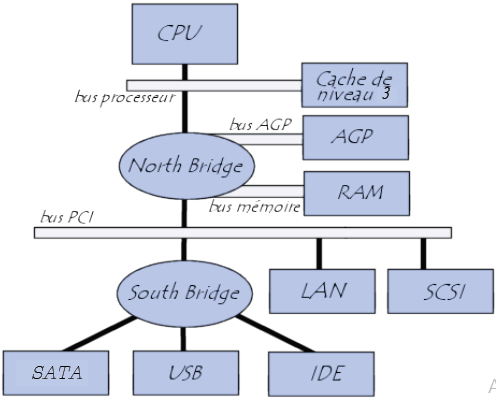 CPU
Cache de
niveau 3
bus processeur
bus AGP
AGP
North Bridge
RAM
bus mémoire
bus PCI
South Bridge
LAN
SCSI
SATA
USB
IDE
A